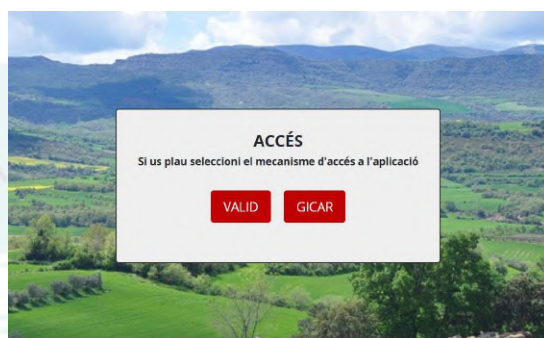 ACCÉS
Si us plau seleccioni el mecanisme d'accés a l'aplicació
VALID
GICAR